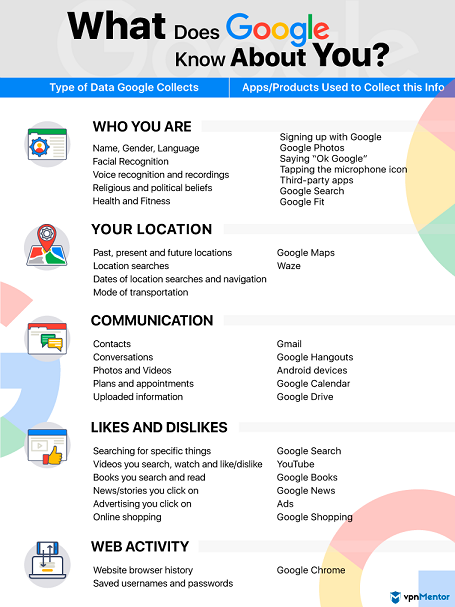 What Does Google
Know About You?
Type of Data Google Collects
Apps/Products Used to Collect this Info
WHO YOU ARE
Name, Gender, Language
Facial Recognition
Voice recognition and recordings
Religious and political beliefs
Health and Fitness
Signing up with Google
Google Photos
Saying "Ok Google"
Tapping the microphone icon
Third-party apps
Google Search
Google Fit
YOUR LOCATION
Past, present and future locations
Location searches
Dates of location searches and navigation
Mode of transportation
Google Maps
Waze
COMMUNICATION
Contacts
Conversations
Photos and Videos
Plans and appointments
Uploaded information
Gmail
Google Hangouts
Android devices
Google Calendar
Google Drive
LIKES AND DISLIKES
Searching for specific things
Videos you search, watch and like/dislike
Books you search and read
News/stories you click on
Advertising you click on
Online shopping
Google Search
YouTube
Google Books
Google News
Ads
Google Shopping
WEB ACTIVITY
Website browser history
Saved usernames and passwords
Google Chrome
vpnMentor